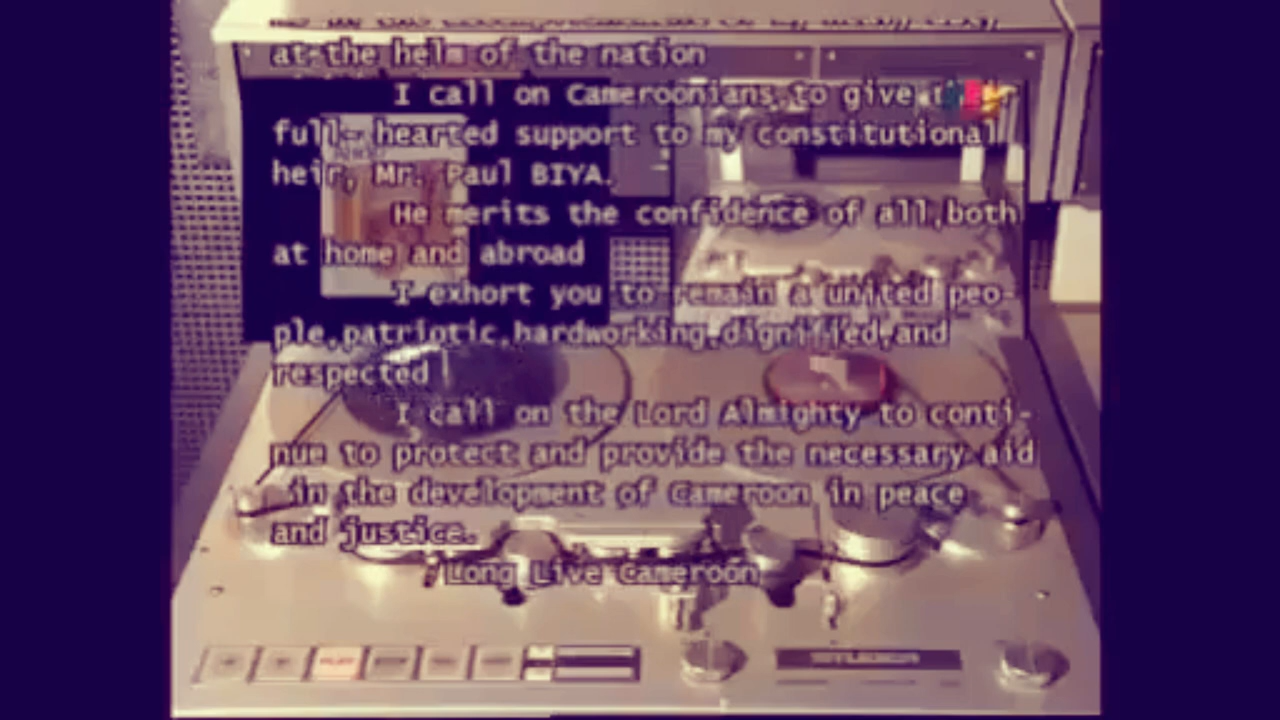 at the helm of the nation
I call on Cameroonians to give their
full- hearted support to my constitutional
heir, Mr. Paul BIYA.
He merits the confidence of all,both
at home and abroad
I exhort you to remain a united peo-
ple,patriotic,hardworking,dignified,and
respected
I call on the Lord Almighty to conti-
nue to protect and provide the necessary aid
in the development of Cameroon in peace
and justice.
Long Live Cameroon
PLAY
STUDER